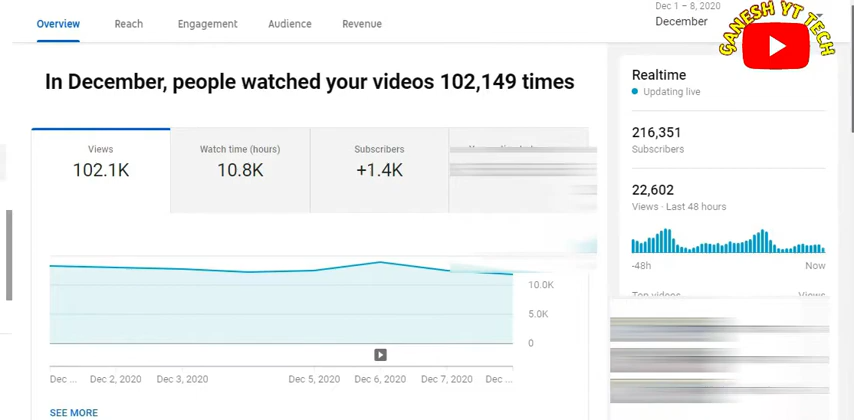 Overview Reach Engagement Audience Revenue
Dec 1 – 8, 2020
December
GANESH YT TECH
In December, people watched your videos 102,149 times
Realtime
Updating live
216,351
Subscribers
22,602
Views · Last 48 hours
-48h Now
Views Watch time (hours) Subscribers
102.1K 10.8K +1.4K
10.0K
5.0K
0
Dec ... Dec 2, 2020 Dec 3, 2020 Dec 5, 2020 Dec 6, 2020 Dec 7, 2020 Dec ...
SEE MORE